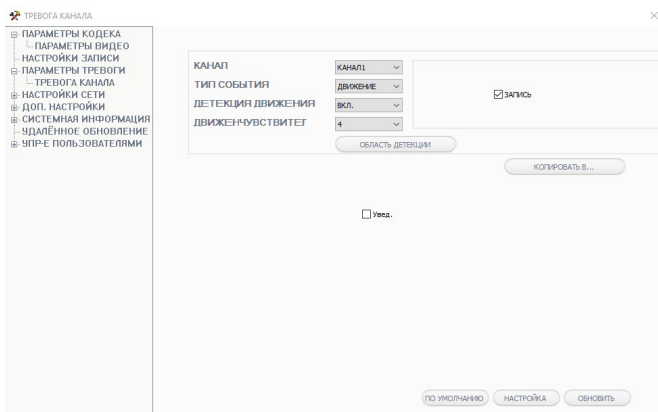 ТРЕВОГА КАНАЛА
ПАРАМЕТРЫ КОДЕКА
ПАРАМЕТРЫ ВИДЕО
НАСТРОЙКИ ЗАПИСИ
ПАРАМЕТРЫ ТРЕВОГИ
ТРЕВОГА КАНАЛА
НАСТРОЙКИ СЕТИ
ДОП. НАСТРОЙКИ
СИСТЕМНАЯ ИНФОРМАЦИЯ
УДАЛЁННОЕ ОБНОВЛЕНИЕ
УПР-Е ПОЛЬЗОВАТЕЛЯМИ
КАНАЛ КАНАЛ1
ТИП СОБЫТИЯ ДВИЖЕНИЕ
ЗАПИСЬ
ДЕТЕКЦИЯ ДВИЖЕНИЯ ВКЛ.
ДВИЖЕНЧУВСТВИТЕГ 4
ОБЛАСТЬ ДЕТЕКЦИИ
КОПИРОВАТЬ В...
Увед.
ПО УМОЛЧАНИЮ НАСТРОЙКА ОБНОВИТЬ